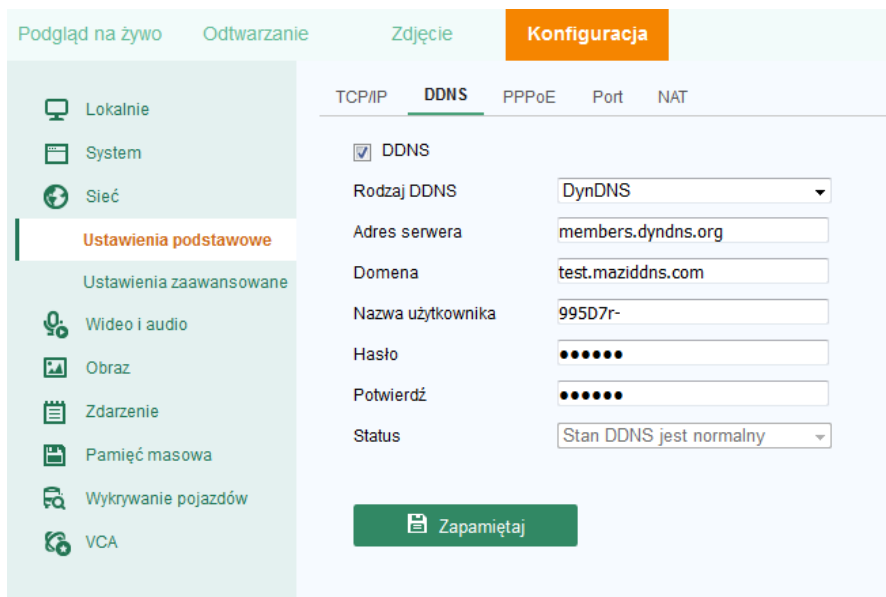 Podgląd na żywo Odtwarzanie Zdjęcie Konfiguracja
Lokalnie
System
Sieć
Ustawienia podstawowe
Ustawienia zaawansowane
Wideo i audio
Obraz
Zdarzenie
Pamięć masowa
Wykrywanie pojazdów
VCA
TCP/IP DDNS PPPoE Port NAT
DDNS
Rodzaj DDNS DynDNS
Adres serwera members.dyndns.org
Domena test.maziddns.com
Nazwa użytkownika 995D7r-
Hasło ●●●●●●
Potwierdź ●●●●●●
Status Stan DDNS jest normalny
Zapamiętaj